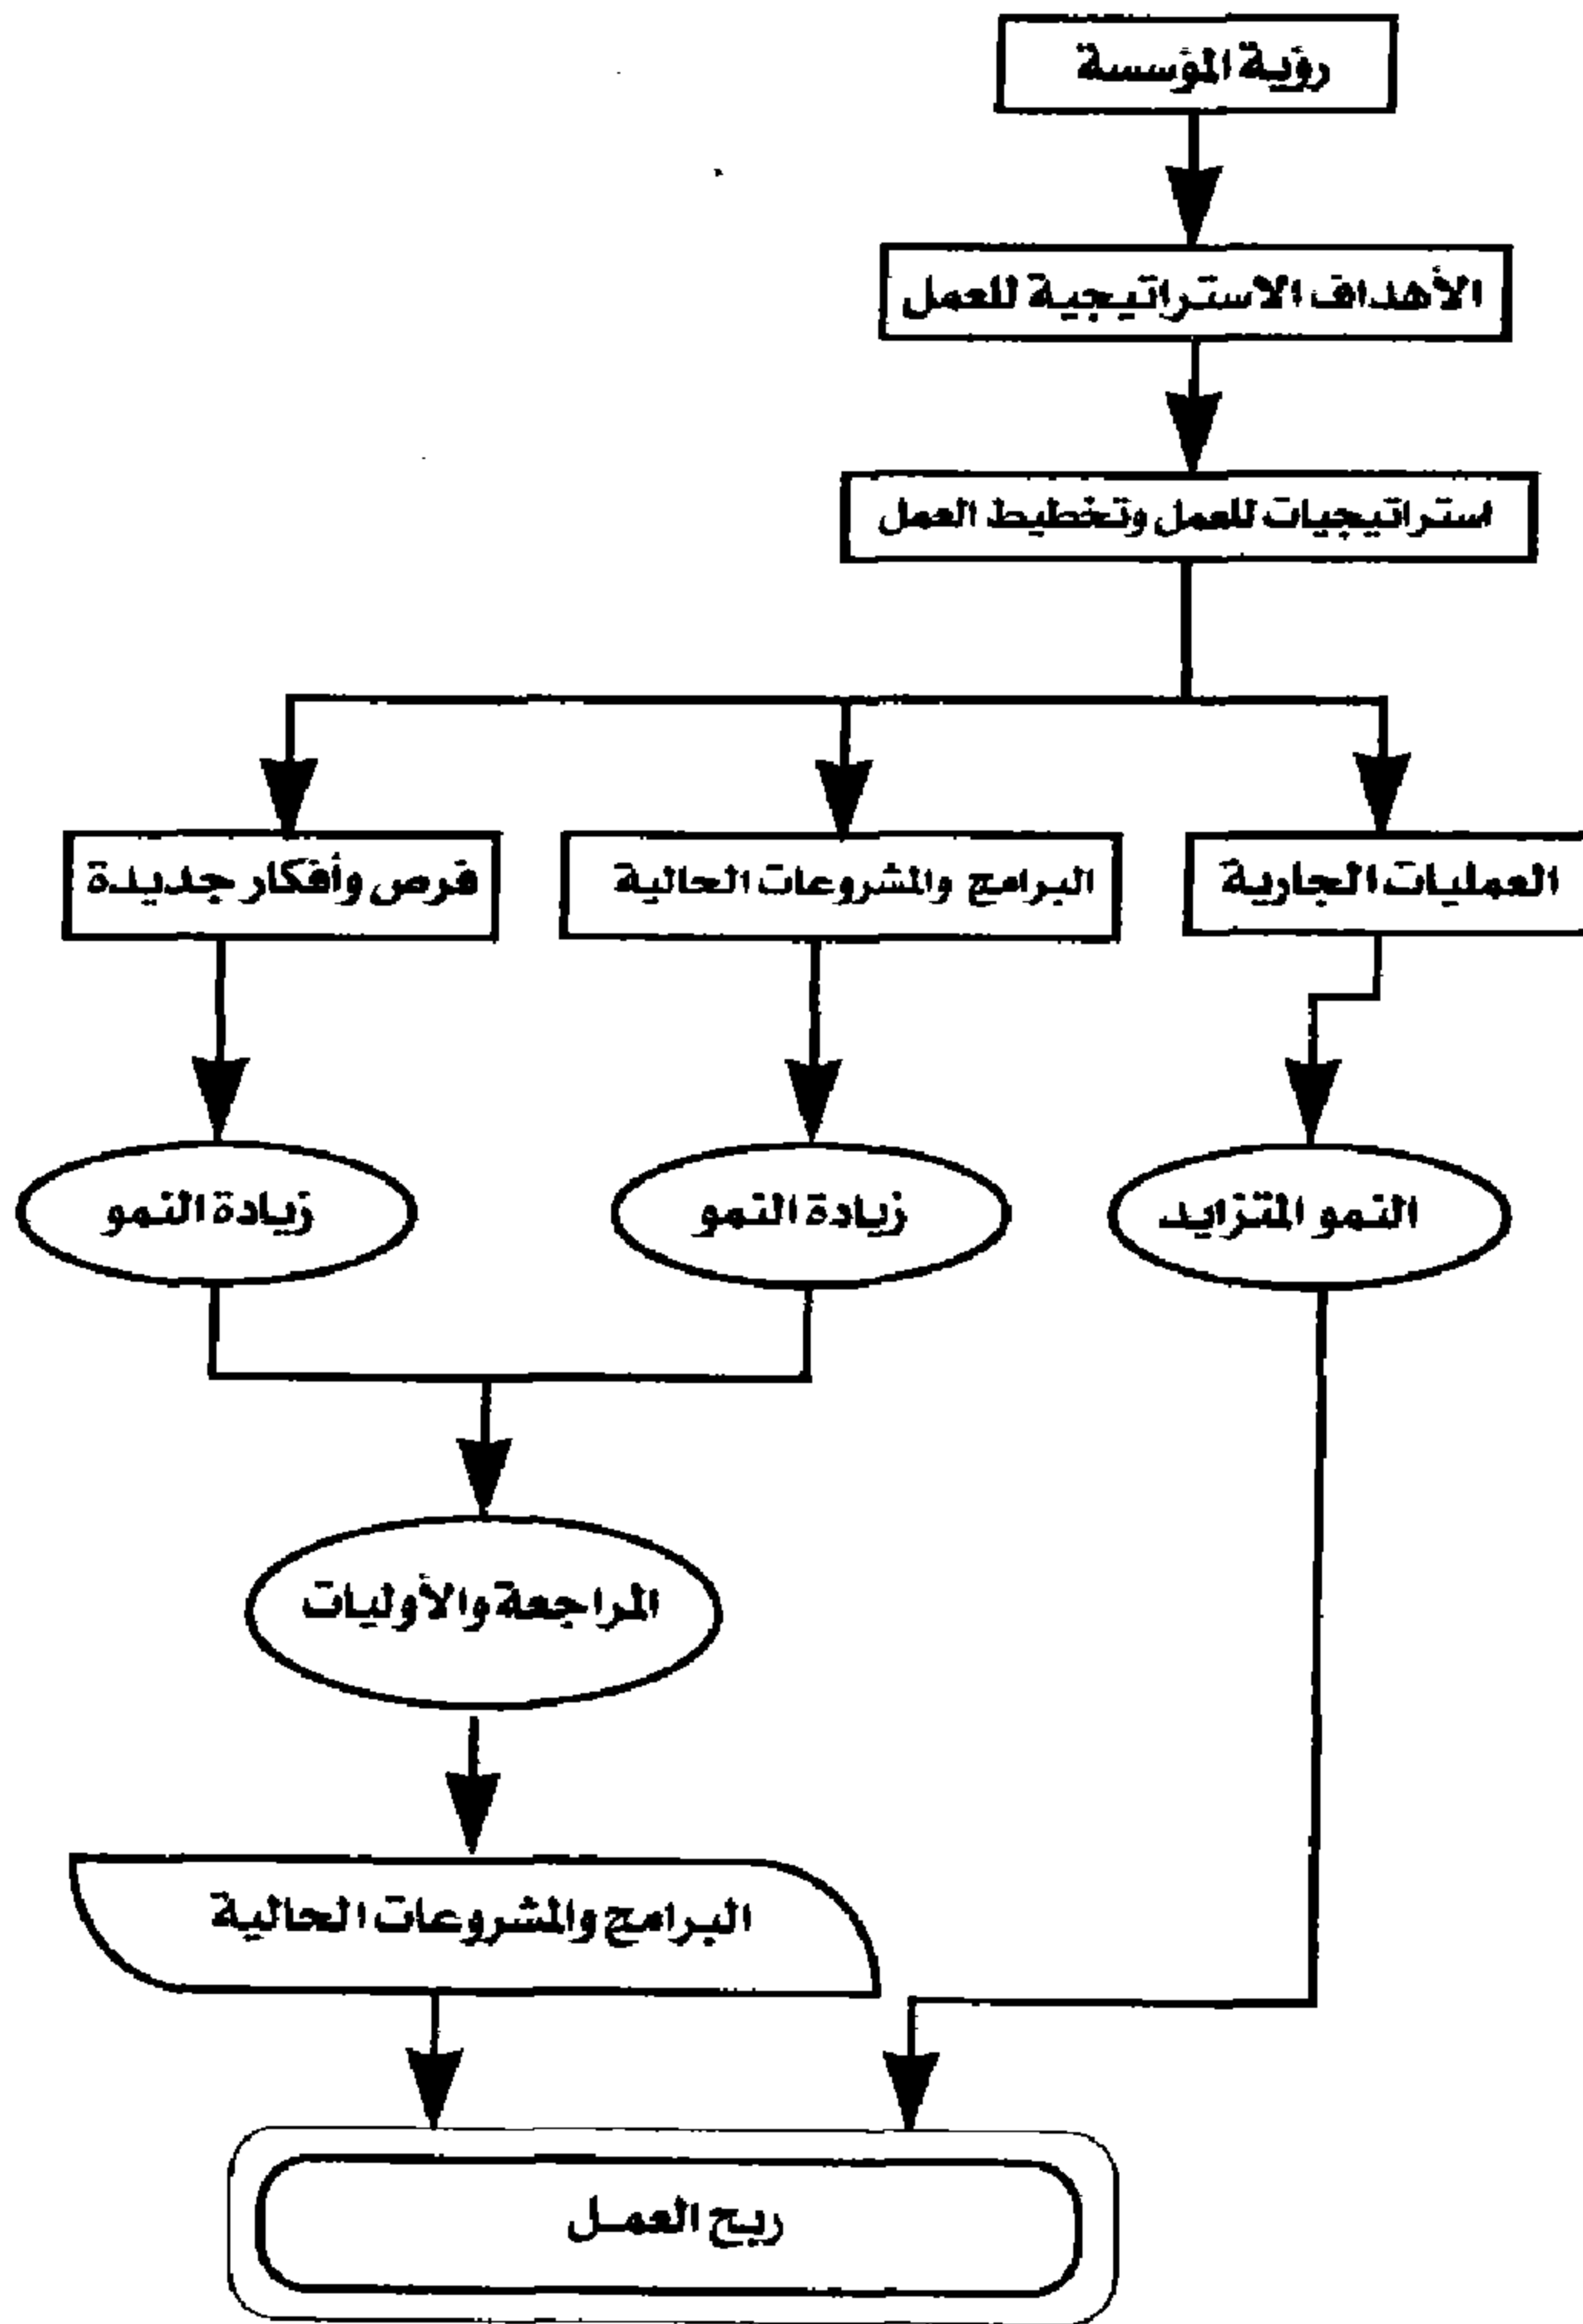 رؤية المؤسسة
الأهداف الاستراتيجية للعمل
استراتيجيات للعمل وتخطيط العمل
العمليات الجارية
البرامج والمشروعات الحالية
فرص وأفكار جديدة
النمو المتزايد
زيادة النمو
زيادة النمو
المراجعة والأوليات
البرامج والمشروعات الحالية
ربح العمل